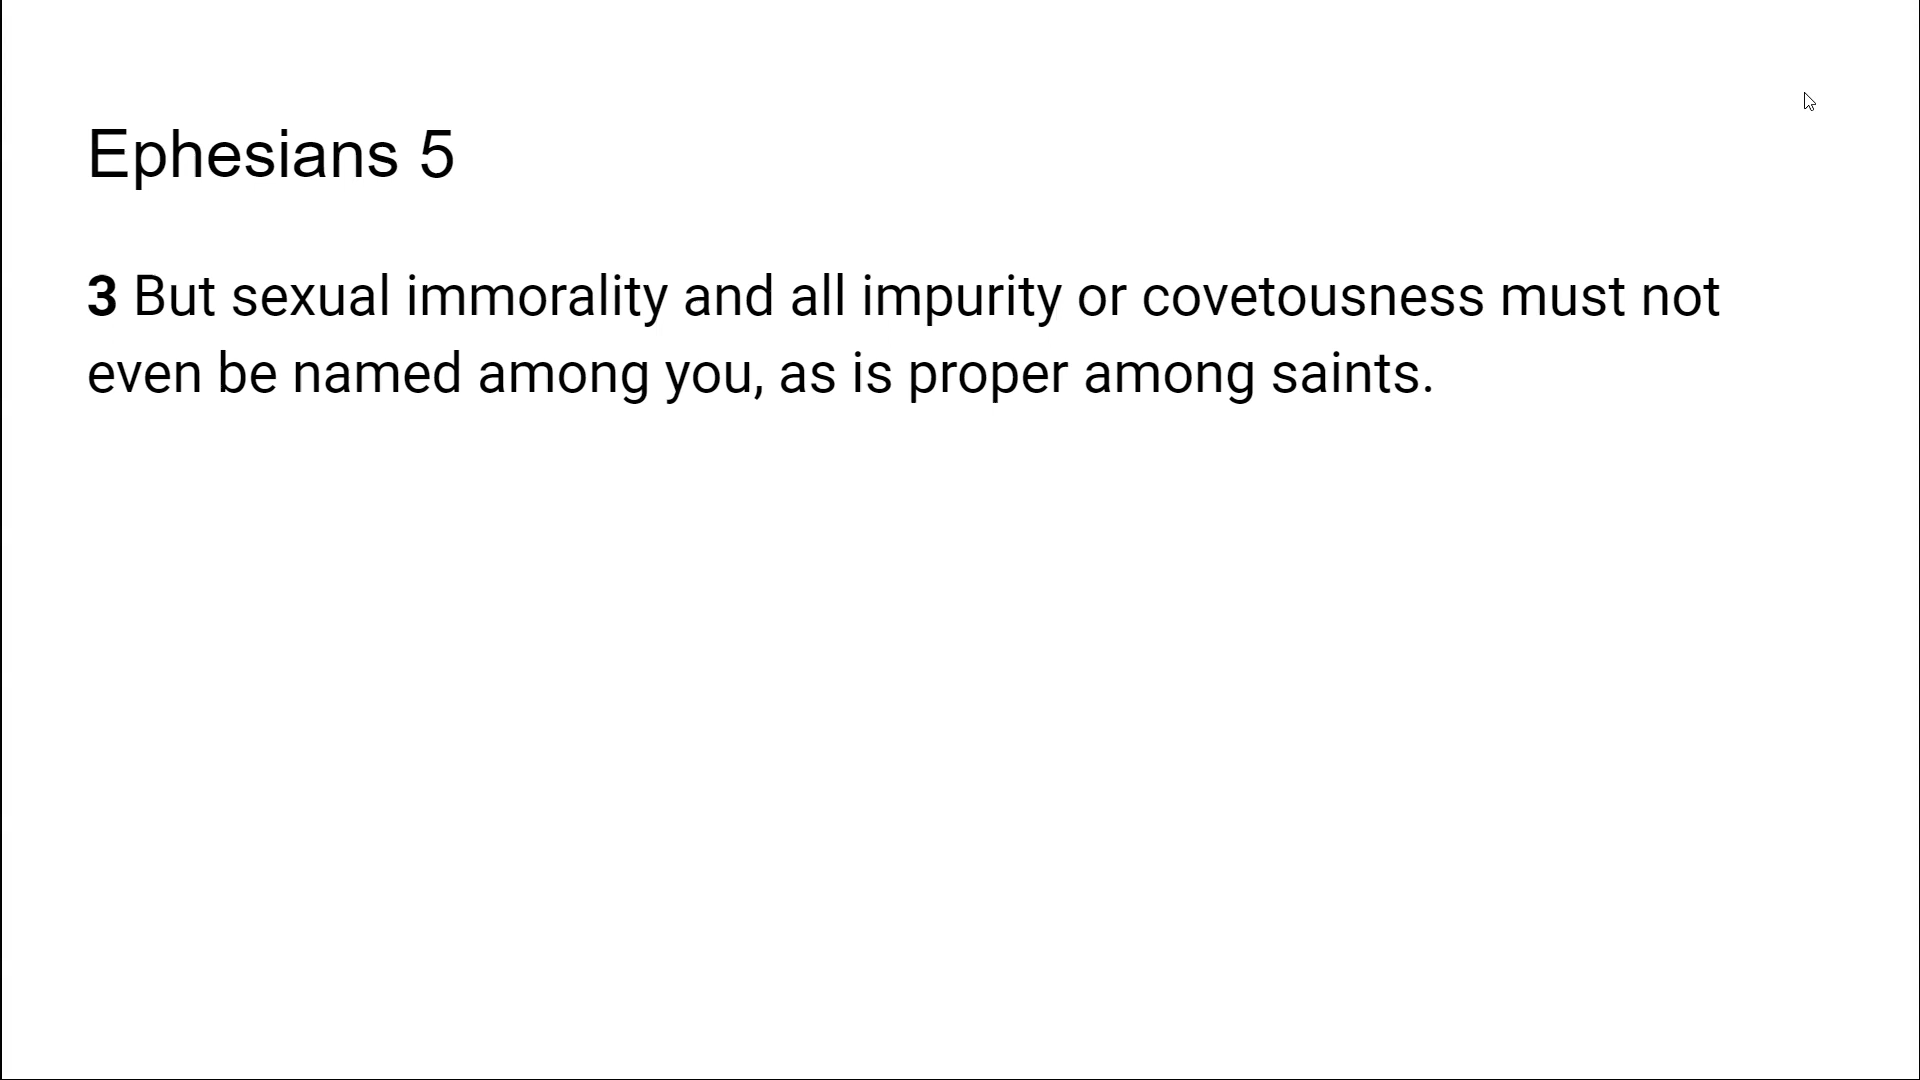 Ephesians 5
3 But sexual immorality and all impurity or covetousness must not
even be named among you, as is proper among saints.